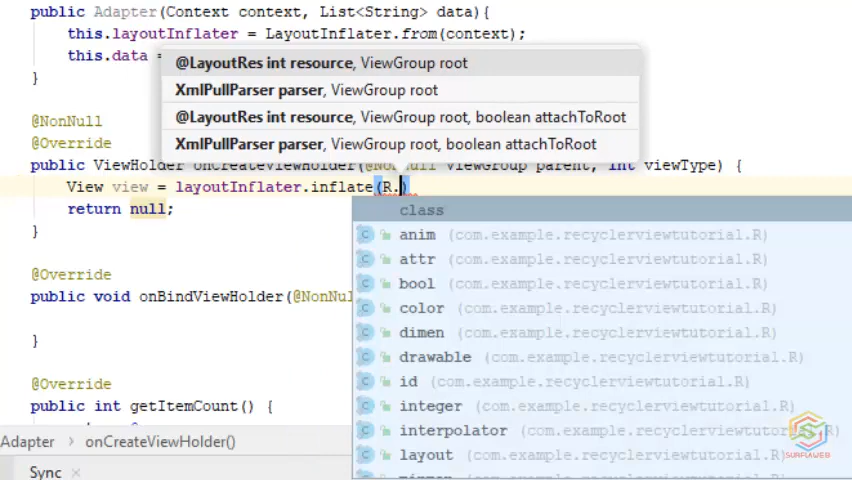 public Adapter(Context context, List<String> data){
this.layoutInflater = LayoutInflater.from(context);
this.data =
}
@LayoutRes int resource, ViewGroup root
XmlPullParser parser, ViewGroup root
@LayoutRes int resource, ViewGroup root, boolean attachToRoot
XmlPullParser parser, ViewGroup root, boolean attachToRoot
@NonNull
@Override
public ViewHolder onCreateViewHolder(@NonNull ViewGroup parent, int viewType) {
View view = layoutInflater.inflate(R.)
return null;
}
class
anim (com.example.recyclerviewtutorial.R)
attr (com.example.recyclerviewtutorial.R)
bool (com.example.recyclerviewtutorial.R)
color (com.example.recyclerviewtutorial.R)
dimen (com.example.recyclerviewtutorial.R)
drawable (com.example.recyclerviewtutorial.R)
id (com.example.recyclerviewtutorial.R)
integer (com.example.recyclerviewtutorial.R)
interpolator (com.example.recyclerviewtutorial.R)
layout (com.example.recyclerviewtutorial.R)
@Override
public void onBindViewHolder(@NonNul
}
@Override
public int getItemCount() {
Adapter > onCreateViewHolder()
Sync ×
SURFLAWEB